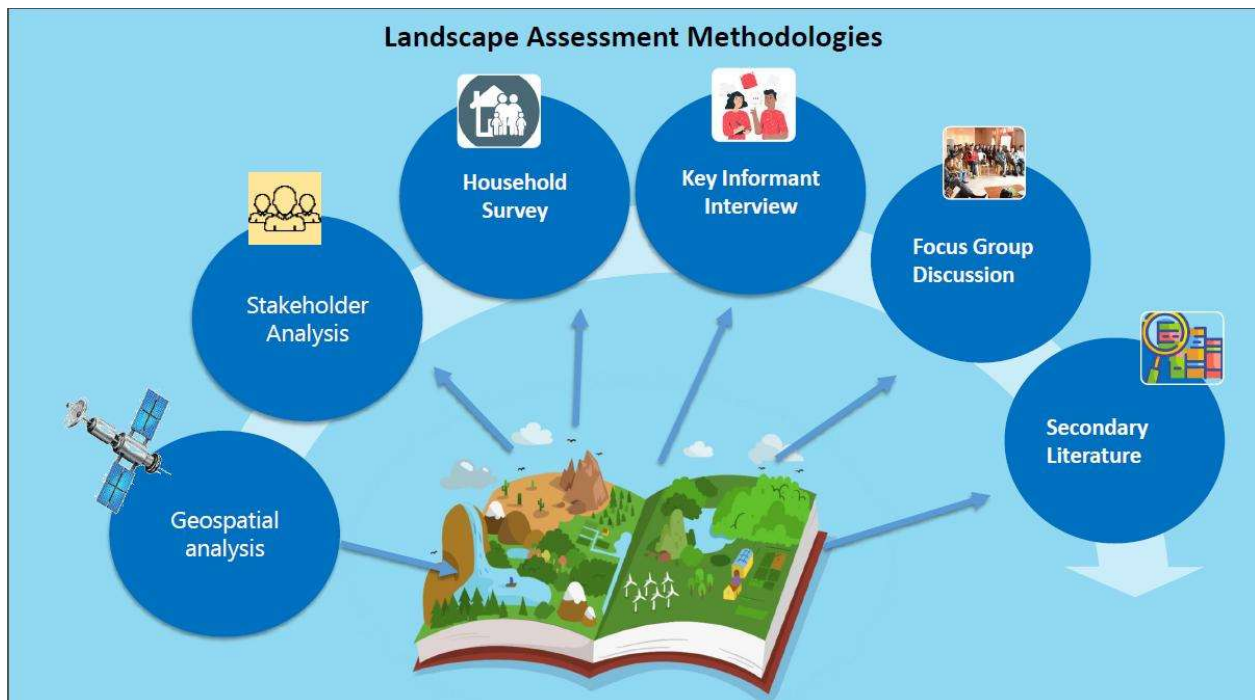 Landscape Assessment Methodologies
Household
Survey
Key Informant
Interview
Stakeholder
Analysis
Focus Group
Discussion
Geospatial
analysis
Secondary
Literature